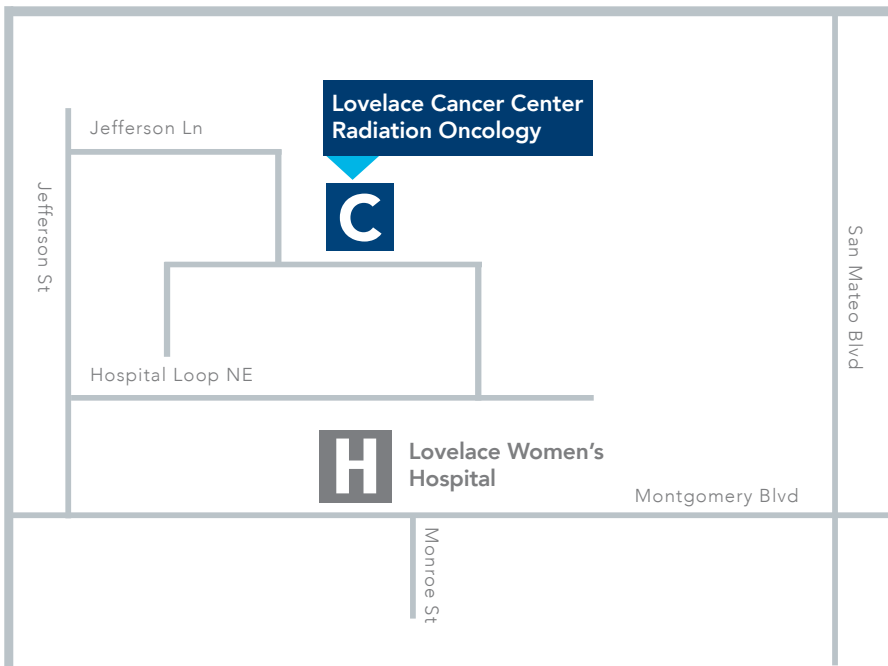 Lovelace Cancer Center
Radiation Oncology
Jefferson Ln
C
Jefferson St
San Mateo Blvd
Hospital Loop NE
H
Lovelace Women’s
Hospital
Montgomery Blvd
Monroe St